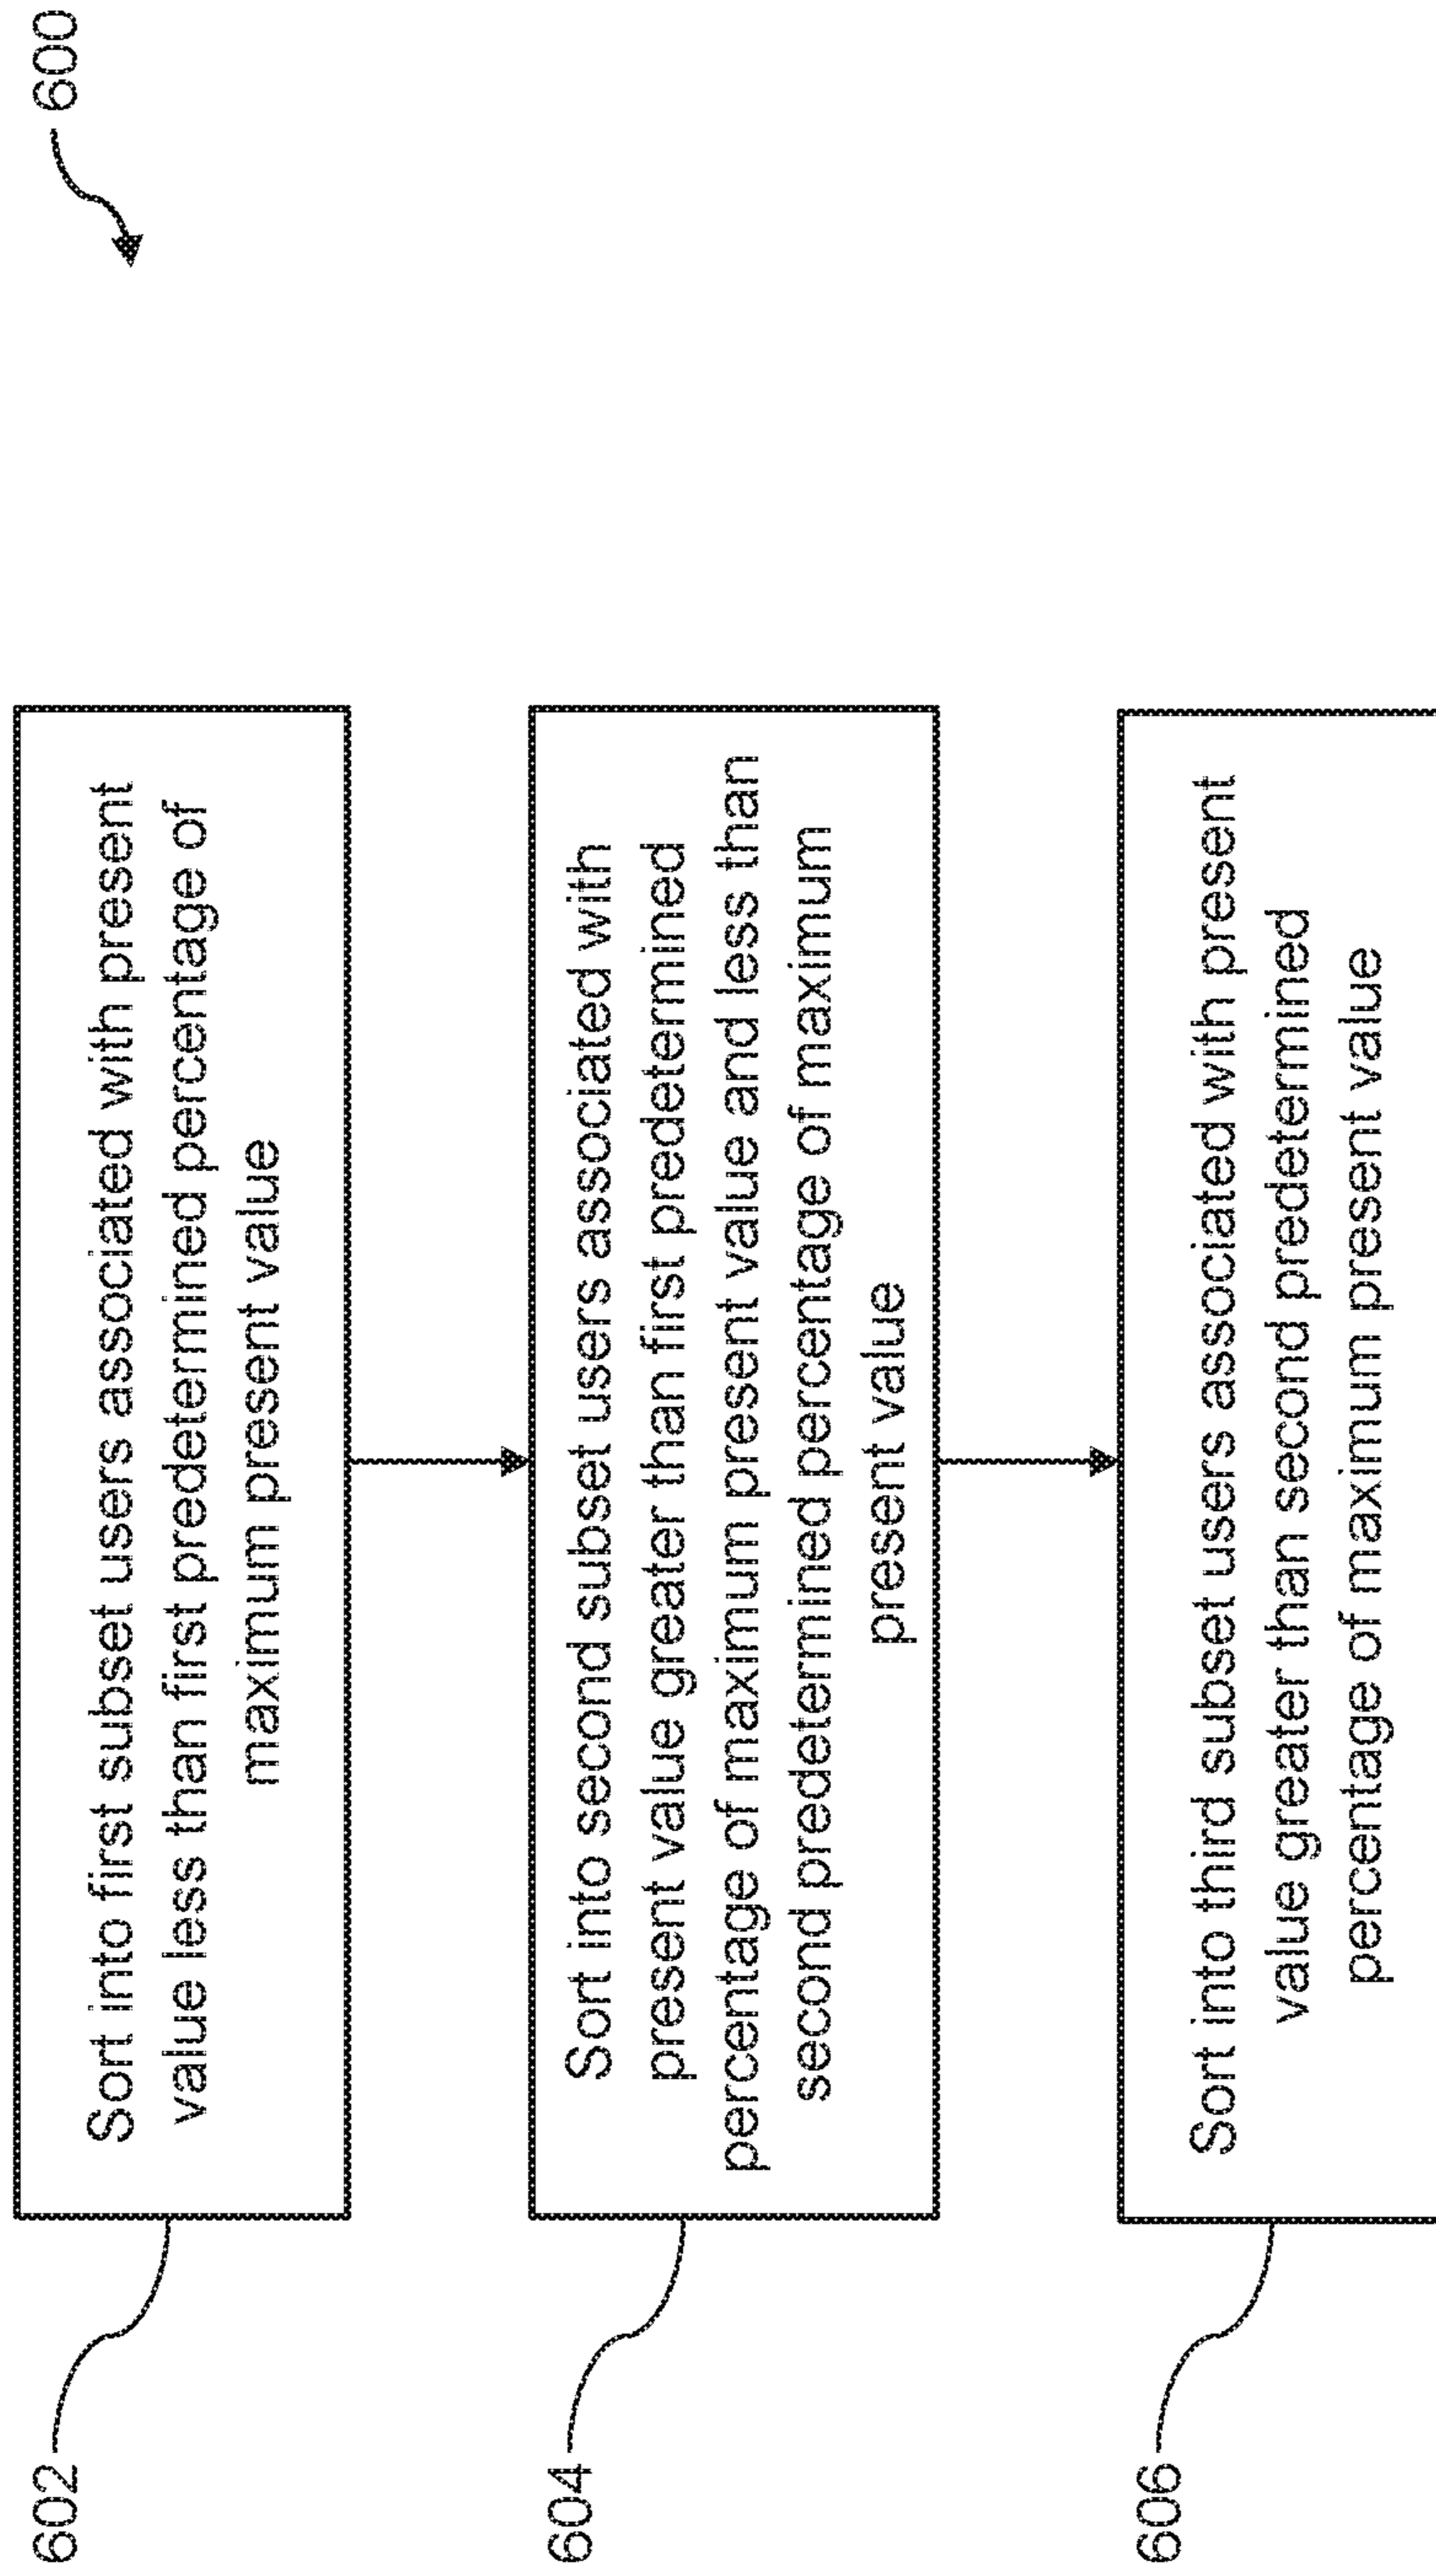 600
602
Sort into first subset users associated with present
value less than first predetermined percentage of
maximum present value
604
Sort into second subset users associated with
present value greater than first predetermined
percentage of maximum present value and less than
second predetermined percentage of maximum
present value
606
Sort into third subset users associated with present
value greater than second predetermined
percentage of maximum present value